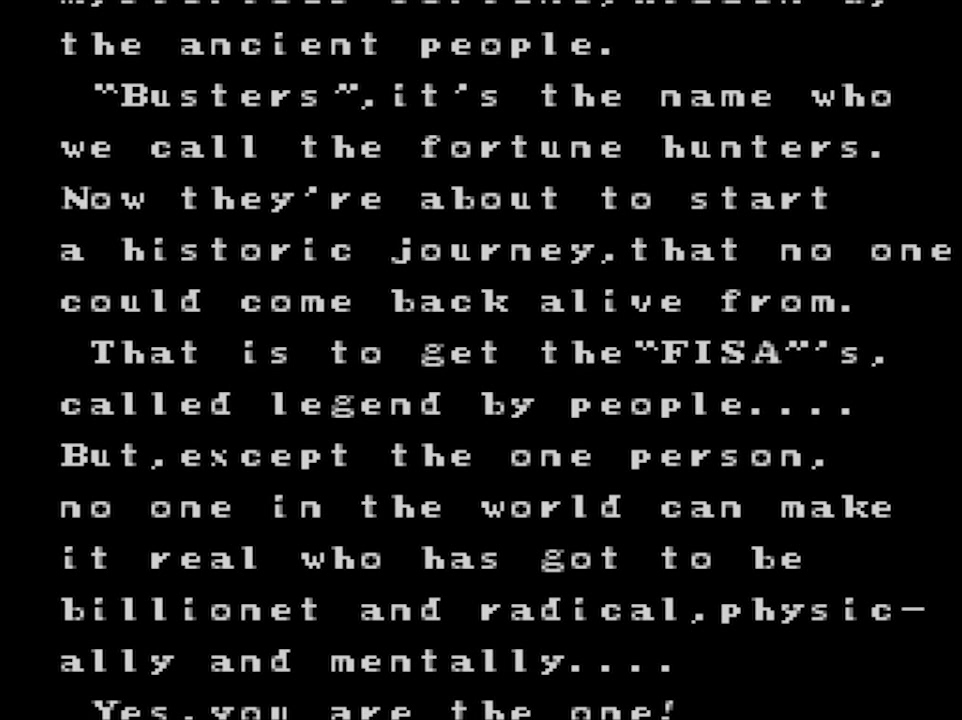 the ancient people.
"Busters",it's the name who
we call the fortune hunters.
Now they're about to start
a historic journey,that no one
could come back alive from.
That is to get the"FISA"'s,
called legend by people....
But,except the one person,
no one in the world can make
it real who has got to be
billionet and radical,physic-
ally and mentally....
Yes,you are the one!